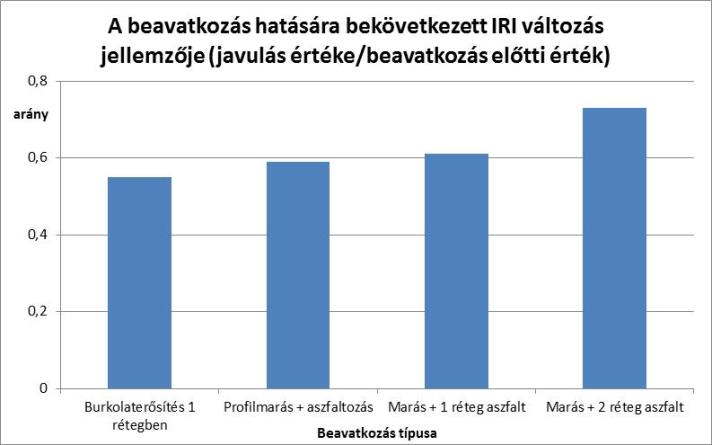 A beavatkozás hatására bekövetkezett IRI változás
jellemzője (javulás értéke/beavatkozás előtti érték)
0,8
arány
0,6
0,4
0,2
0
Burkolaterősítés 1
rétegben
Profilmarás + aszfaltozás
Marás + 1 réteg aszfalt
Marás + 2 réteg aszfalt
Beavatkozás típusa